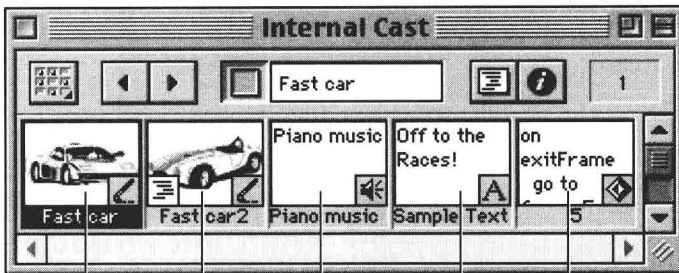 Internal Cast
Fast car
1
Piano music
Off to the
Races!
on
exitFrame
go to
Fast car
Fast car2
Piano music
Sample Text
5